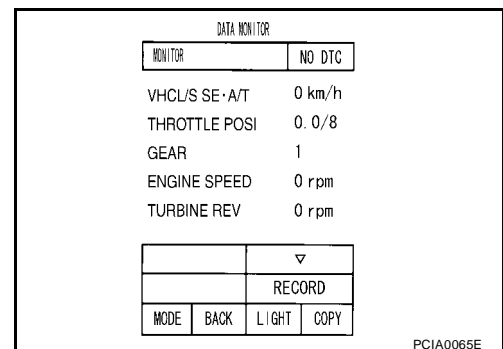 DATA MONITOR
MONITOR NO DTC
VHCL/S SE·A/T 0 km/h
THROTTLE POSI 0.0/8
GEAR 1
ENGINE SPEED 0 rpm
TURBINE REV 0 rpm
▽
RECORD
MODE BACK LIGHT COPY
PCIA0065E